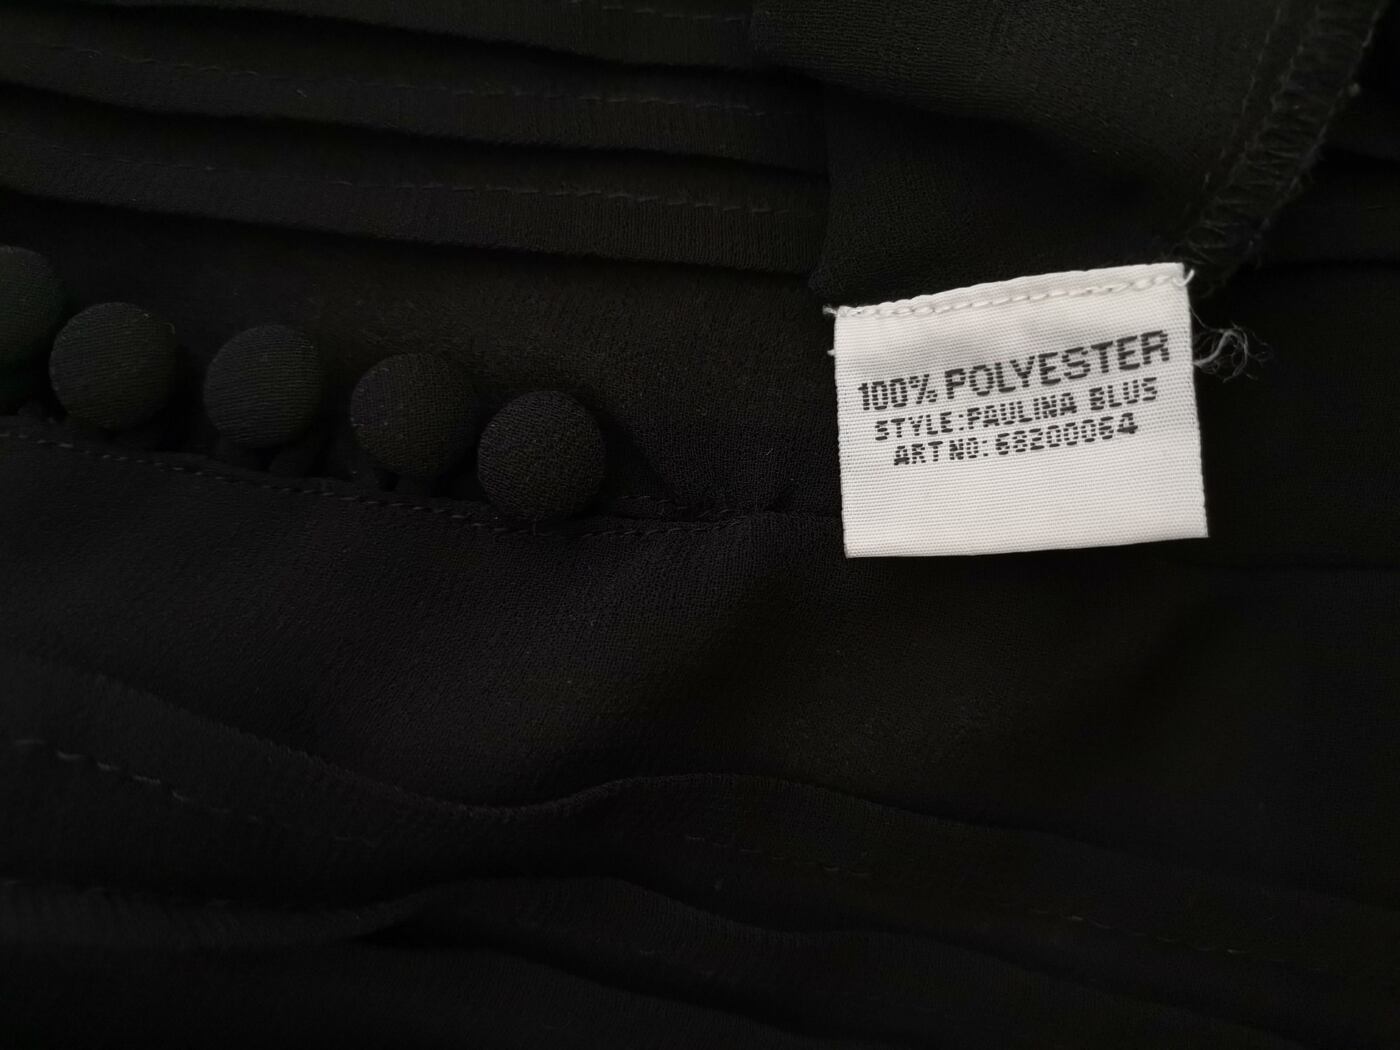 100% POLYESTER
STYLE:PAULINA BLUS
ART NO: 68200064